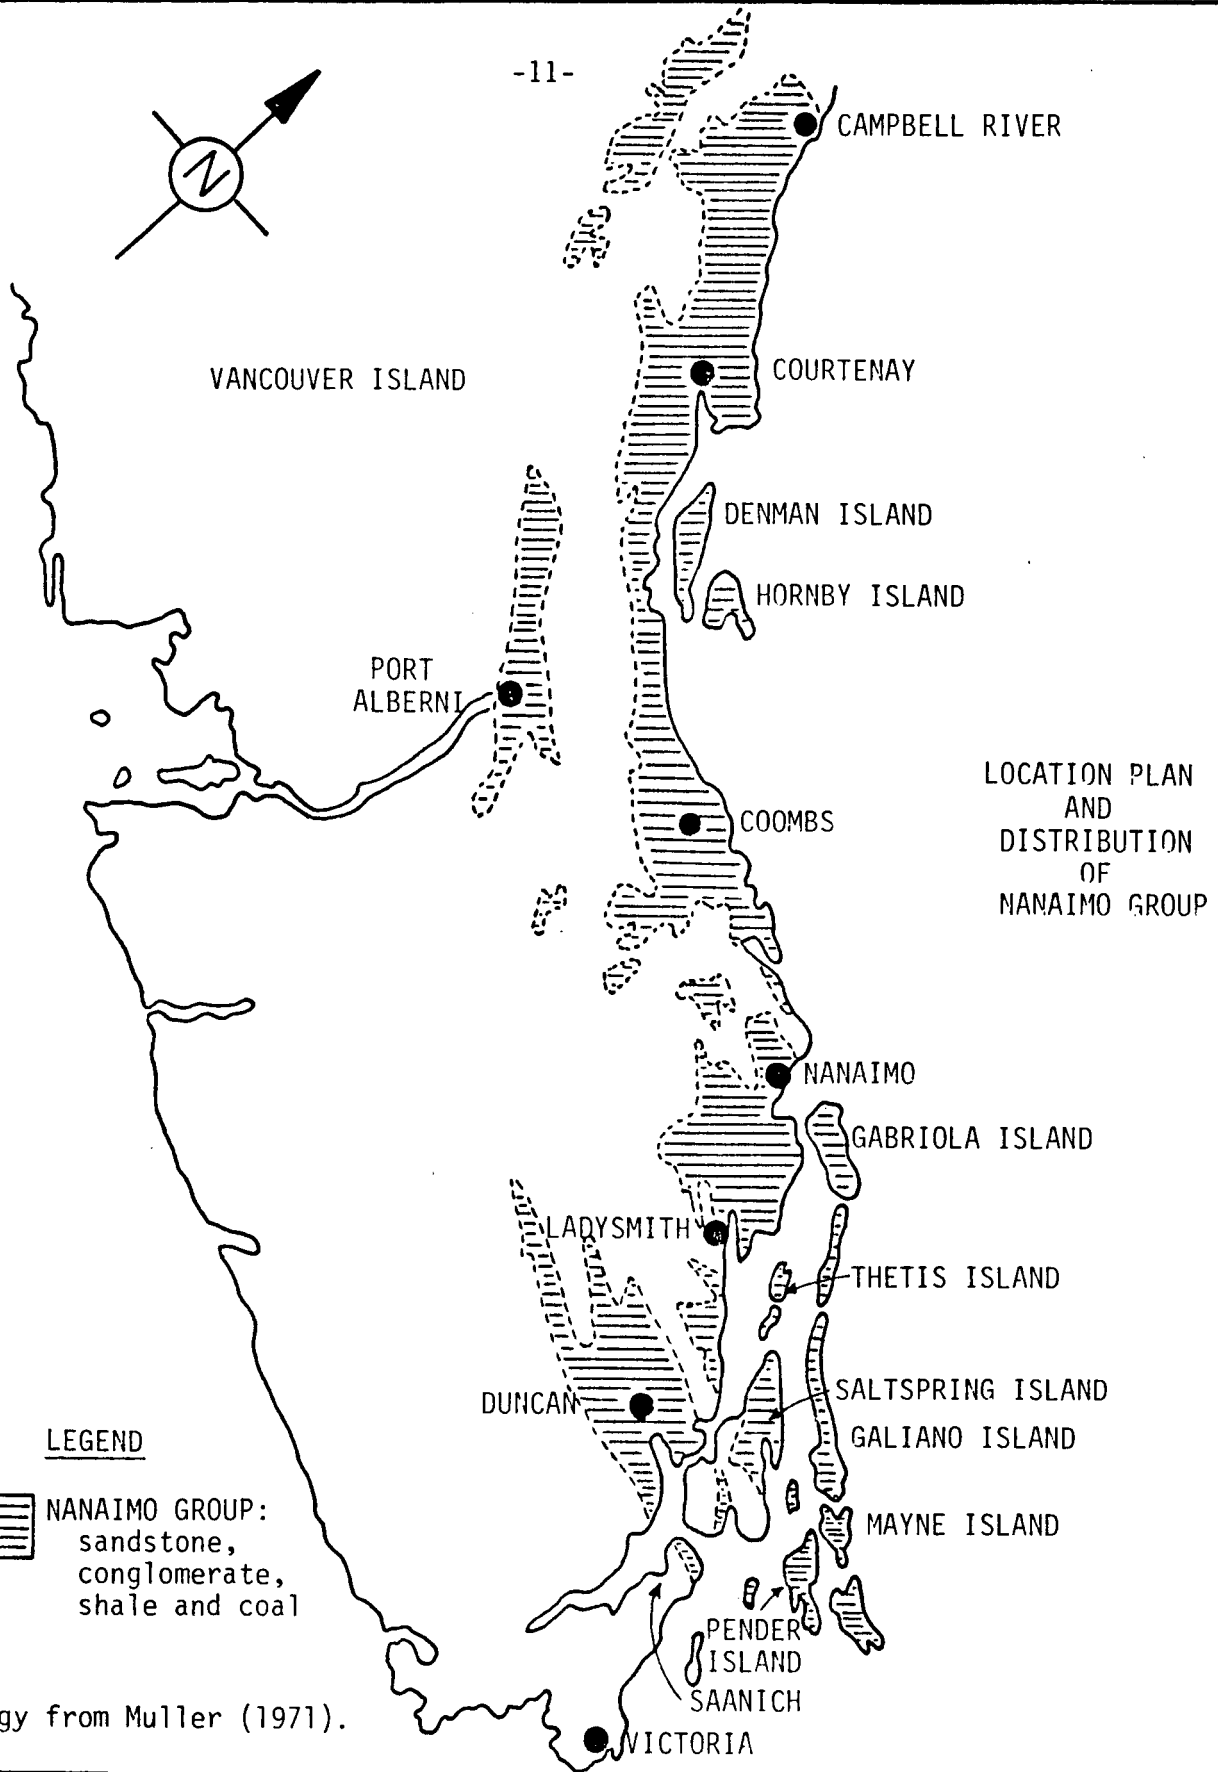 -11-
N
CAMPBELL RIVER
VANCOUVER ISLAND
COURTENAY
DENMAN ISLAND
HORNBY ISLAND
PORT
ALBERNI
LOCATION PLAN
AND
DISTRIBUTION
OF
NANAIMO GROUP
COOMBS
NANAIMO
GABRIOLA ISLAND
LADYSMITH
THETIS ISLAND
SALTSPRING ISLAND
DUNCAN
GALIANO ISLAND
LEGEND
NANAIMO GROUP:
sandstone,
conglomerate,
shale and coal
MAYNE ISLAND
PENDER
ISLAND
SAANICH
gy from Muller (1971).
VICTORIA